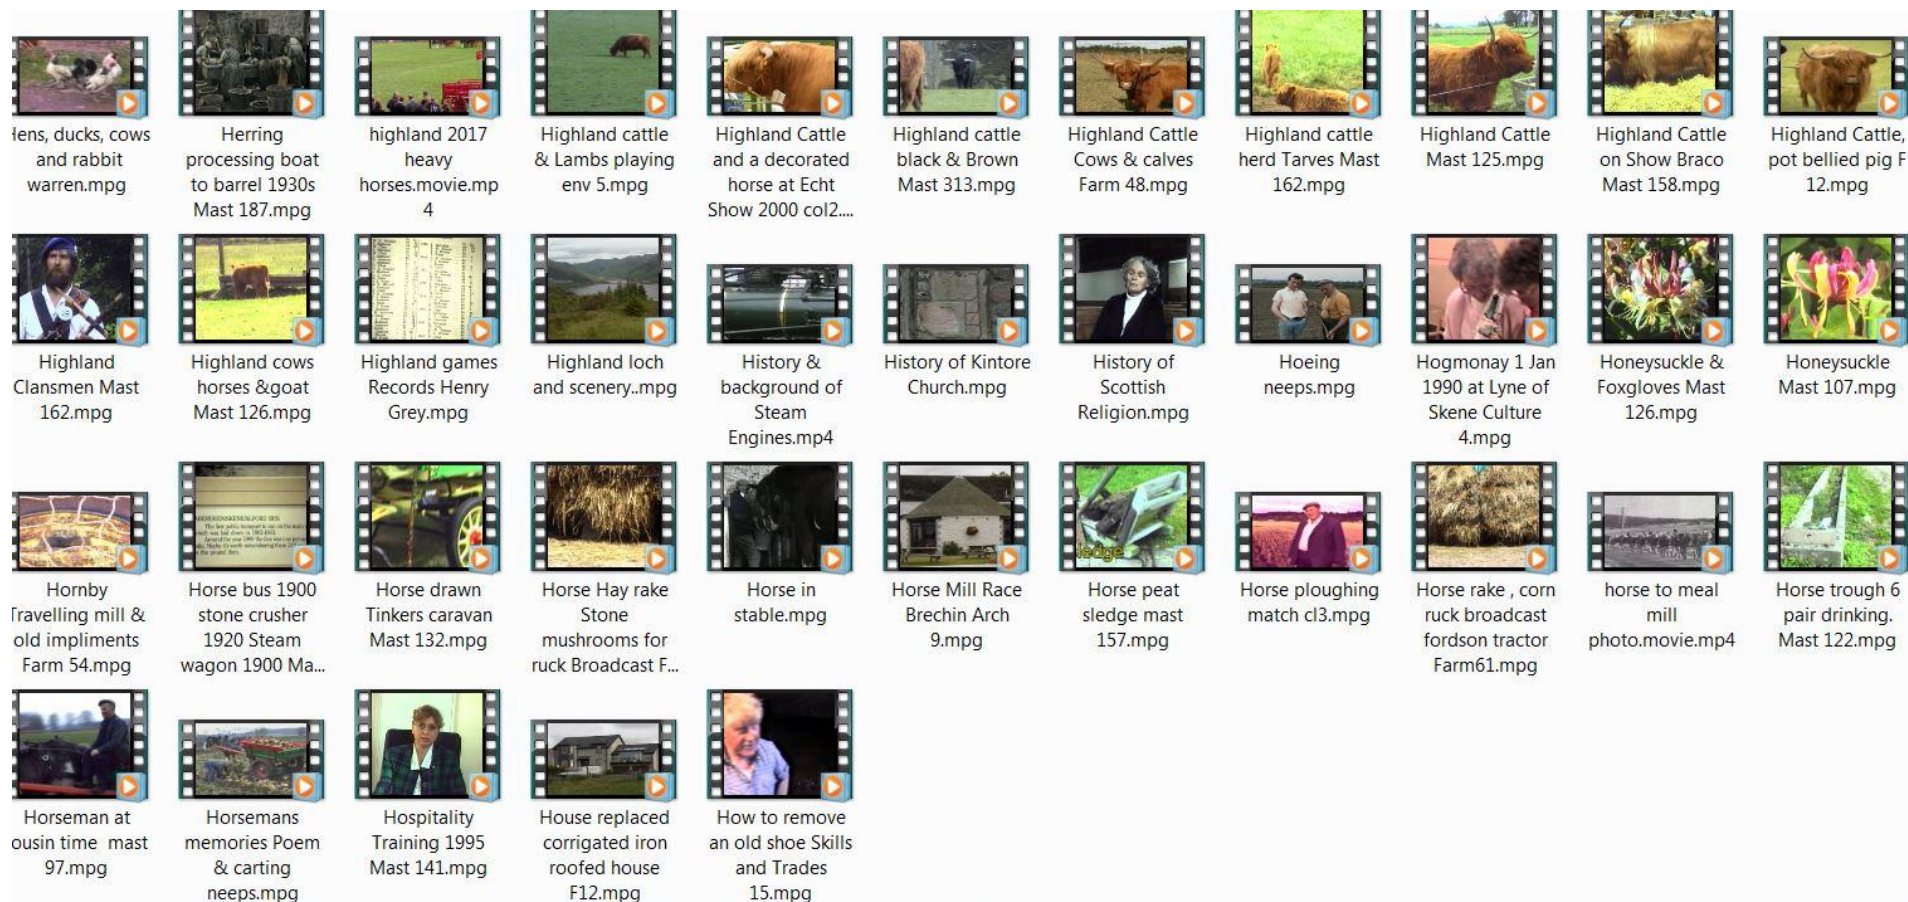 Hens, ducks, cows
and rabbit
warren.mpg
Herring
processing boat
to barrel 1930s
Mast 187.mpg
highland 2017
heavy
horses.movie.mp
4
Highland cattle
& Lambs playing
env 5.mpg
Highland Cattle
and a decorated
horse at Echt
Show 2000 col2....
Highland cattle
black & Brown
Mast 313.mpg
Highland Cattle
Cows & calves
Farm 48.mpg
Highland cattle
herd Tarves Mast
162.mpg
Highland Cattle
Mast 125.mpg
Highland Cattle
on Show Braco
Mast 158.mpg
Highland Cattle,
pot bellied pig F
12.mpg
Highland
Clansmen Mast
162.mpg
Highland cows
horses &goat
Mast 126.mpg
Highland games
Records Henry
Grey.mpg
Highland loch
and scenery..mpg
History &
background of
Steam
Engines.mp4
History of Kintore
Church.mpg
History of
Scottish
Religion.mpg
Hoeing
neeps.mpg
Hogmonay 1 Jan
1990 at Lyne of
Skene Culture
4.mpg
Honeysuckle &
Foxgloves Mast
126.mpg
Honeysuckle
Mast 107.mpg
Hornby
Travelling mill &
old impliments
Farm 54.mpg
Horse bus 1900
stone crusher
1920 Steam
wagon 1900 Ma...
Horse drawn
Tinkers caravan
Mast 132.mpg
Horse Hay rake
Stone
mushrooms for
ruck Broadcast F...
Horse in
stable.mpg
Horse Mill Race
Brechin Arch
9.mpg
ledge
Horse peat
sledge mast
157.mpg
Horse ploughing
match cl3.mpg
Horse rake , corn
ruck broadcast
fordson tractor
Farm61.mpg
horse to meal
mill
photo.movie.mp4
Horse trough 6
pair drinking.
Mast 122.mpg
Horseman at
ousin time mast
97.mpg
Horsemans
memories Poem
& carting
neeps.mpg
Hospitality
Training 1995
Mast 141.mpg
House replaced
corrigated iron
roofed house
F12.mpg
How to remove
an old shoe Skills
and Trades
15.mpg